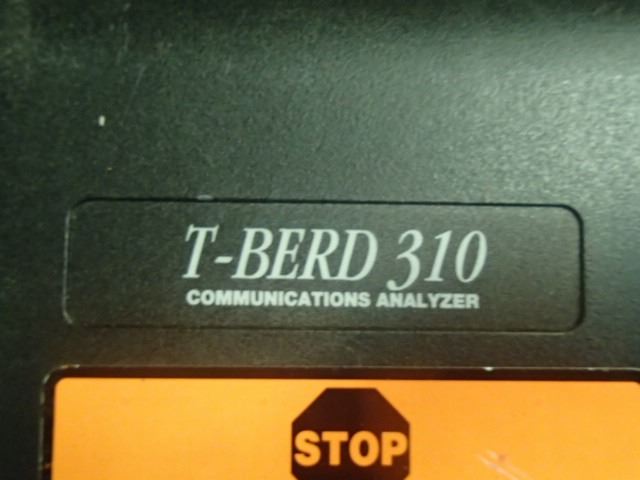 T-BERD 310
COMMUNICATIONS ANALYZER
STOP